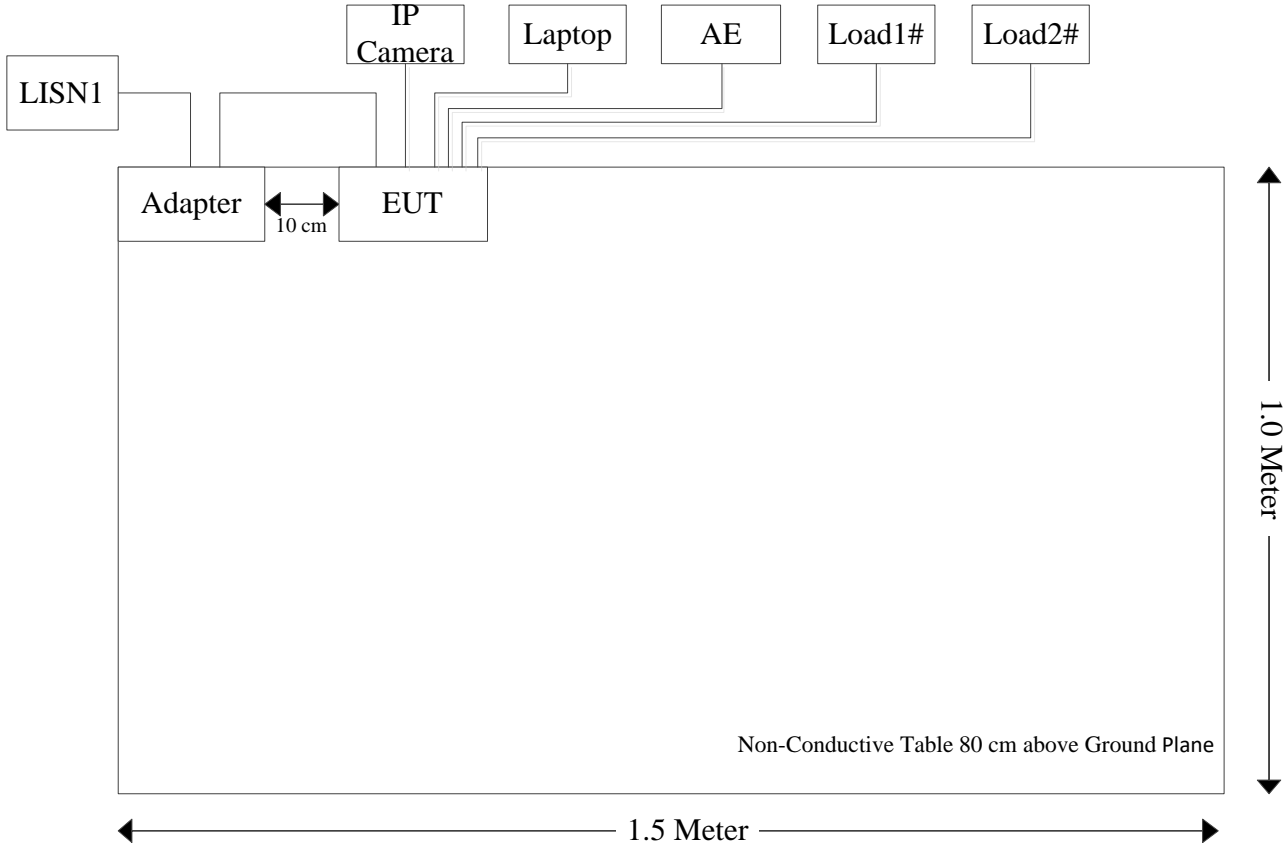 IP
Camera
Laptop
AE
Load1#
Load2#
LISN1
Adapter
10 cm
EUT
1.0 Meter
Non-Conductive Table 80 cm above Ground Plane
1.5 Meter